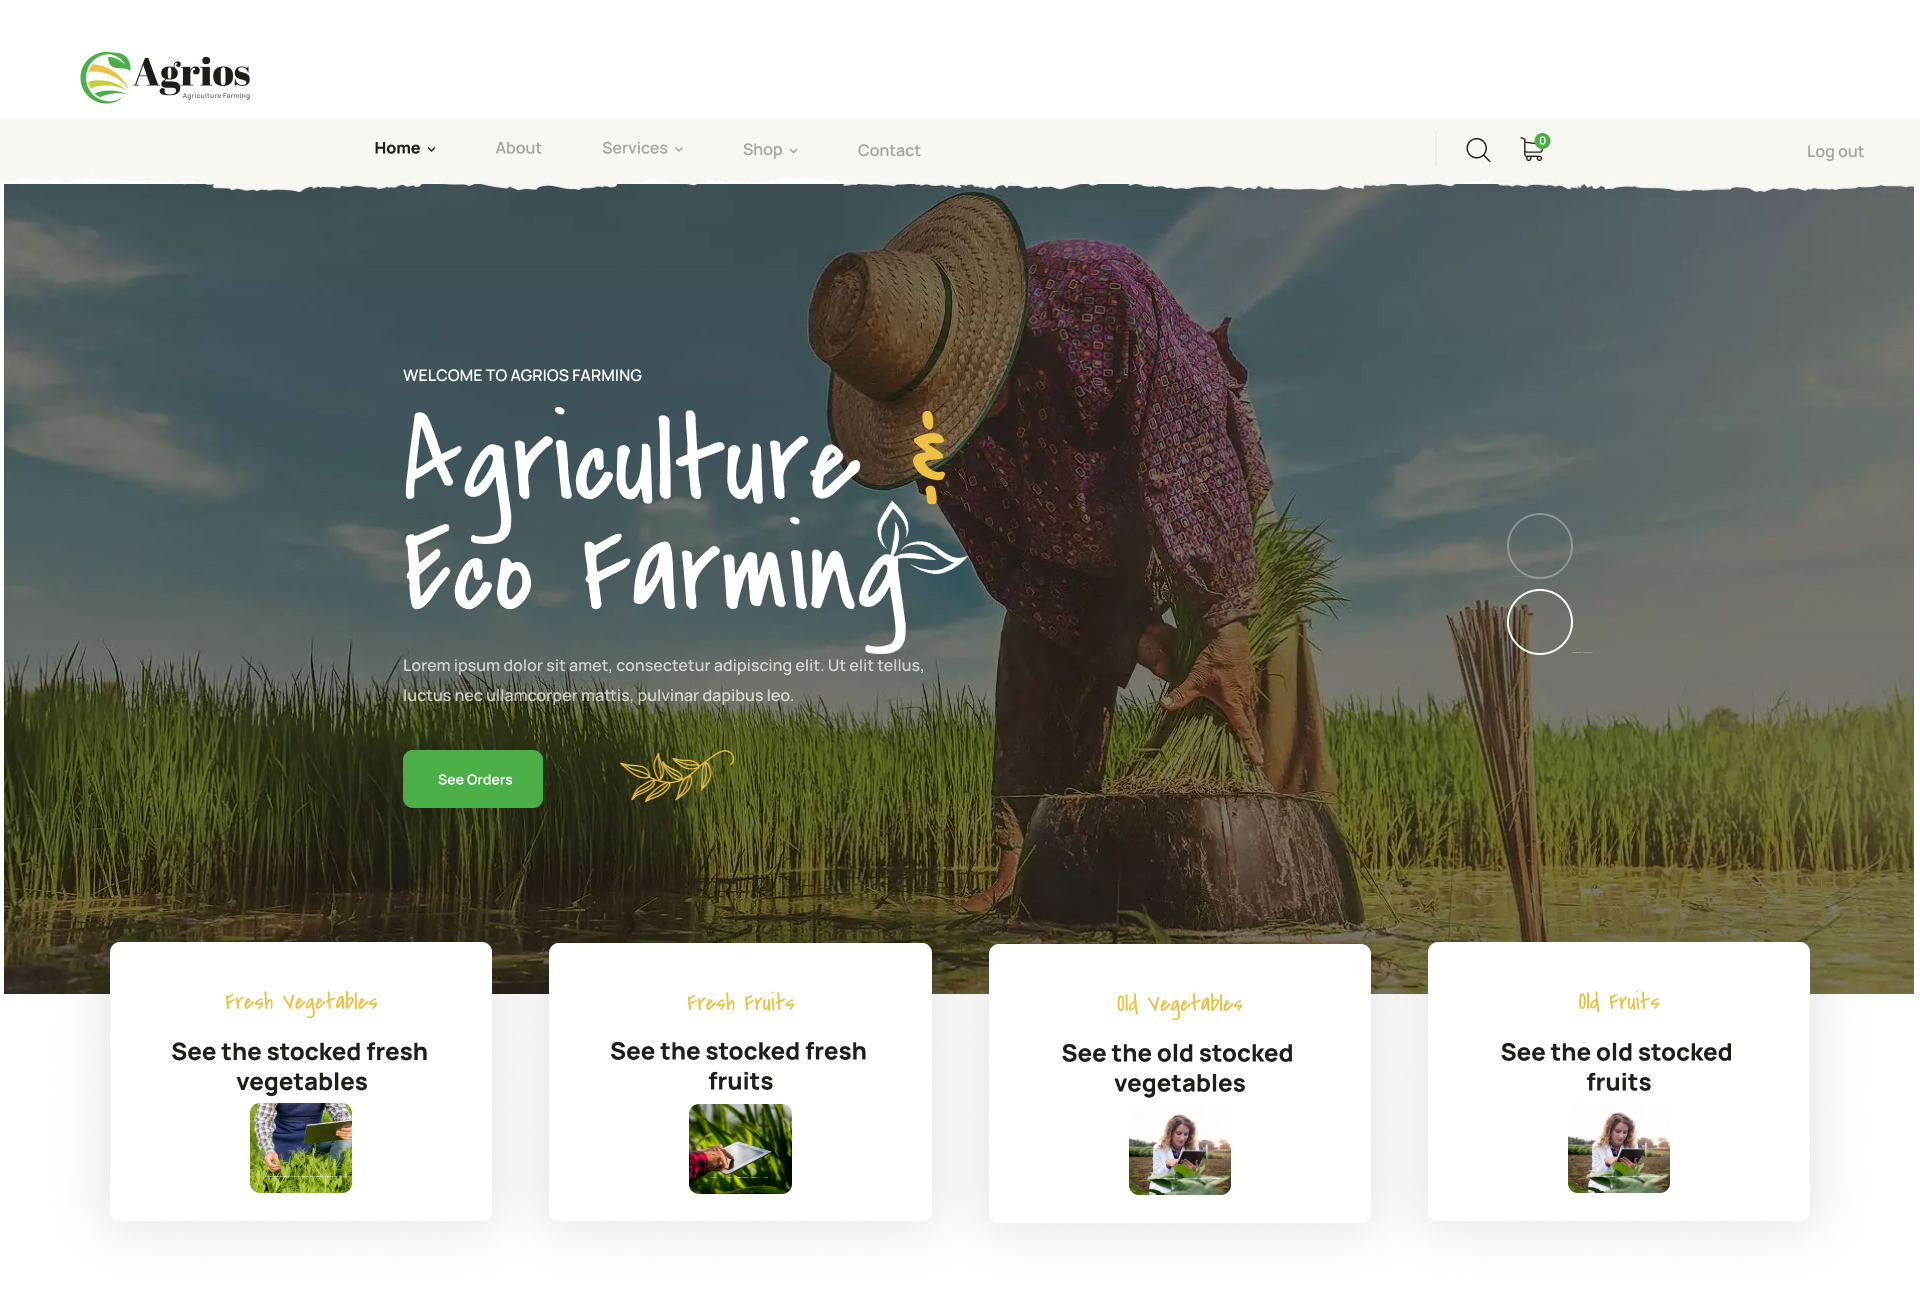 Agrios
Agriculture Farming
Home
About
Services
Shop
Contact
0
Log out
WELCOME TO AGRIOS FARMING
Agriculture &
Eco Farming
Lorem ipsum dolor sit amet, consectetur adipiscing elit. Ut elit tellus,
luctus nec ullamcorper mattis, pulvinar dapibus leo.
See Orders
Fresh Vegetables
See the stocked fresh
vegetables
Fresh Fruits
See the stocked fresh
fruits
Old Vegetables
See the old stocked
vegetables
Old Fruits
See the old stocked
fruits